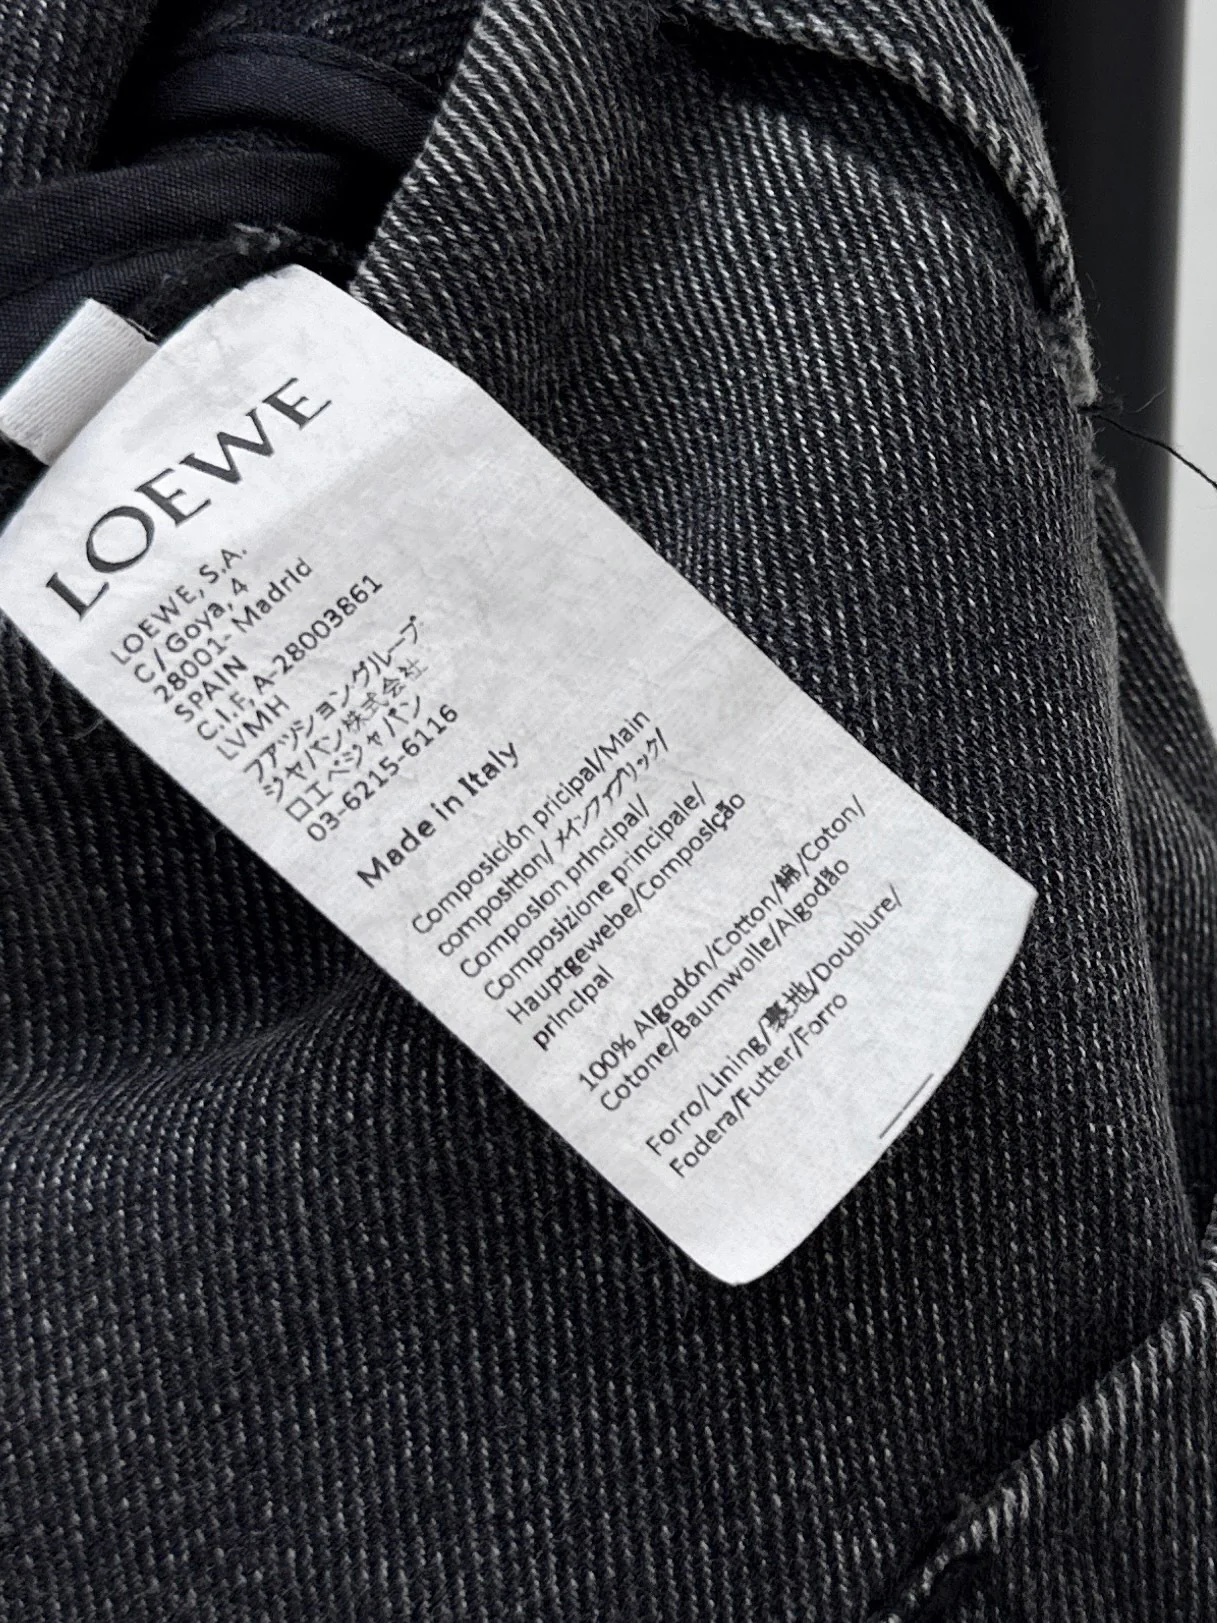 LOEWE
LOEWE, S.A.
C/Goya, 4
28001- Madrid
SPAIN
C.I.F, A-28003861
LVMH
ファッショングループ
ジャパン株式会社
ロエベジャパン
03-6215-6116
Made in Italy
Composición pricipal/Main
composition/メインファブリック/
Composion principal/
Composizione principale/
Hauptgewebe/Composição
principal
100% Algodón/Cotton/綿/Coton/
Cotone/Baumwolle/Algodão
Forro/Lining/裏地/Doublure/
Fodera/Futter/Forro